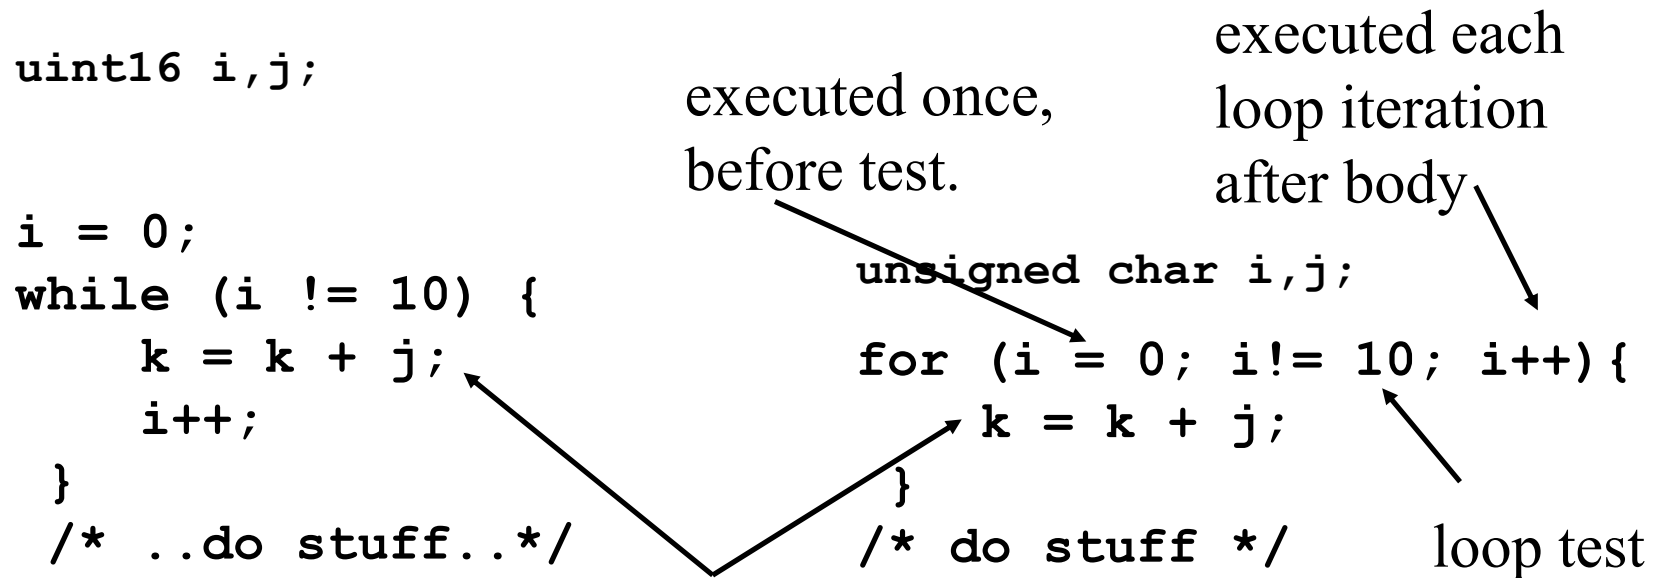 uint16 i,j;
i = 0;
while (i != 10) {
k = k + j;
i++;
}
/* ..do stuff..*/
executed once,
before test.
executed each
loop iteration
after body
unsigned char i,j;
for (i = 0; i!= 10; i++){
k = k + j;
}
/* do stuff */
loop test